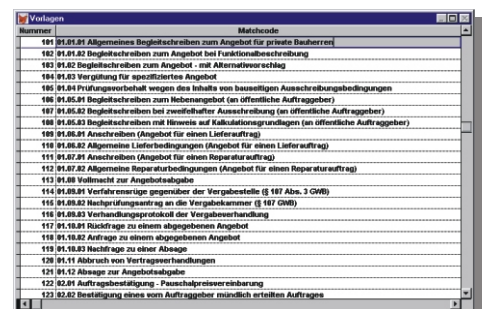 Vorlagen
Nummer Matchcode
101 01.01.01 Allgemeines Begleitschreiben zum Angebot für private Bauherren
102 01.01.02 Begleitschreiben zum Angebot bei Funktionalbeschreibung
103 01.02 Begleitschreiben zum Angebot - mit Alternativvorschlag
104 01.03 Vergütung für spezifiziertes Angebot
105 01.04 Prüfungsvorbehalt wegen des Inhalts von bauseitigen Ausschreibungsbedingungen
106 01.05.01 Begleitschreiben zum Nebenangebot (an öffentliche Auftraggeber)
107 01.05.02 Begleitschreiben bei zweifelhafter Ausschreibung (an öffentliche Auftraggeber)
108 01.05.03 Begleitschreiben mit Hinweis auf Kalkulationsgrundlagen (an öffentliche Auftraggeber)
109 01.06.01 Anschreiben (Angebot für einen Lieferauftrag)
110 01.06.02 Allgemeine Lieferbedingungen (Angebot für einen Lieferauftrag)
111 01.07.01 Anschreiben (Angebot für einen Reparaturauftrag)
112 01.07.02 Allgemeine Reparaturbedingungen (Angebot für einen Reparaturauftrag)
113 01.08 Vollmacht zur Angebotsabgabe
114 01.09.01 Verfahrensrüge gegenüber der Vergabestelle (§ 107 Abs. 3 GWB)
115 01.09.02 Nachprüfungsantrag an die Vergabekammer (§ 107 GWB)
116 01.09.03 Verhandlungsprotokoll der Vergabeverhandlung
117 01.10.01 Rückfrage zu einem abgegebenen Angebot
118 01.10.02 Anfrage zu einem abgegebenen Angebot
119 01.10.03 Nachfrage zu einer Absage
120 01.11 Abbruch von Vertragsverhandlungen
121 01.12 Absage zur Angebotsabgabe
122 02.01 Auftragsbestätigung - Pauschalpreisvereinbarung
123 02.02 Bestätigung eines vom Auftraggeber mündlich erteilten Auftrages